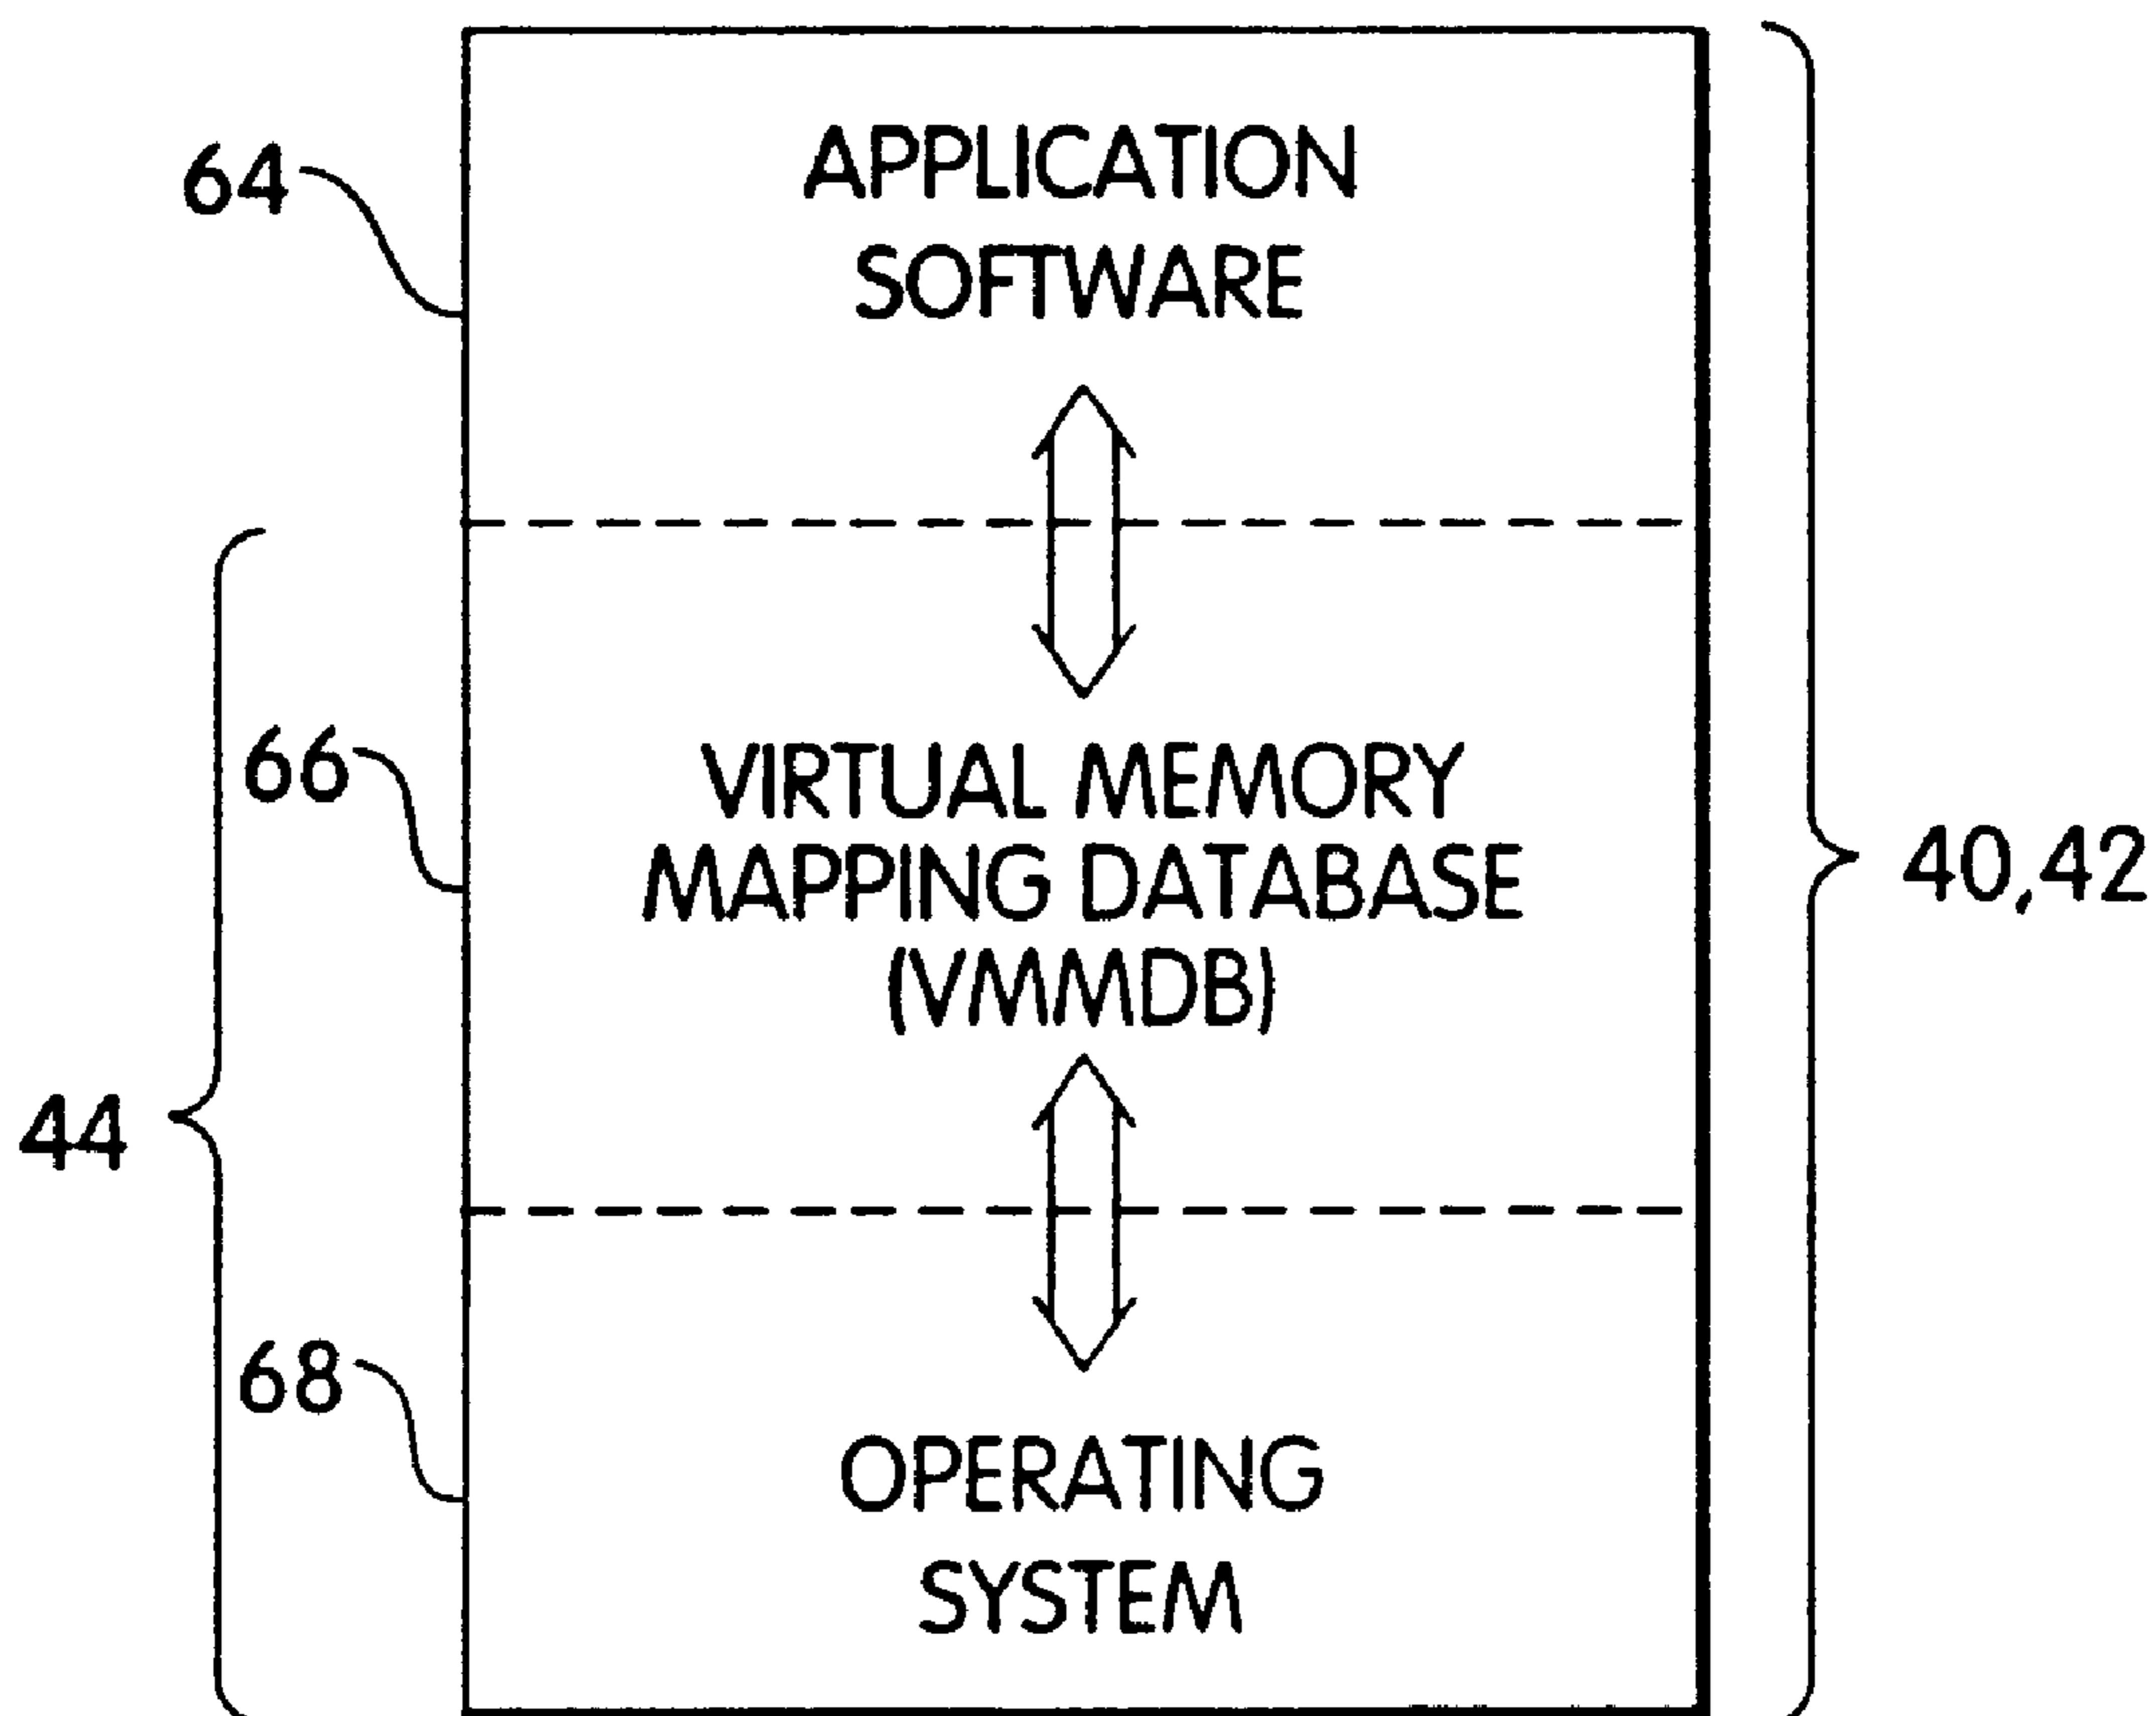 64
APPLICATION
SOFTWARE
66
VIRTUAL MEMORY
MAPPING DATABASE
(VMMDB)
40,42
44
68
OPERATING
SYSTEM